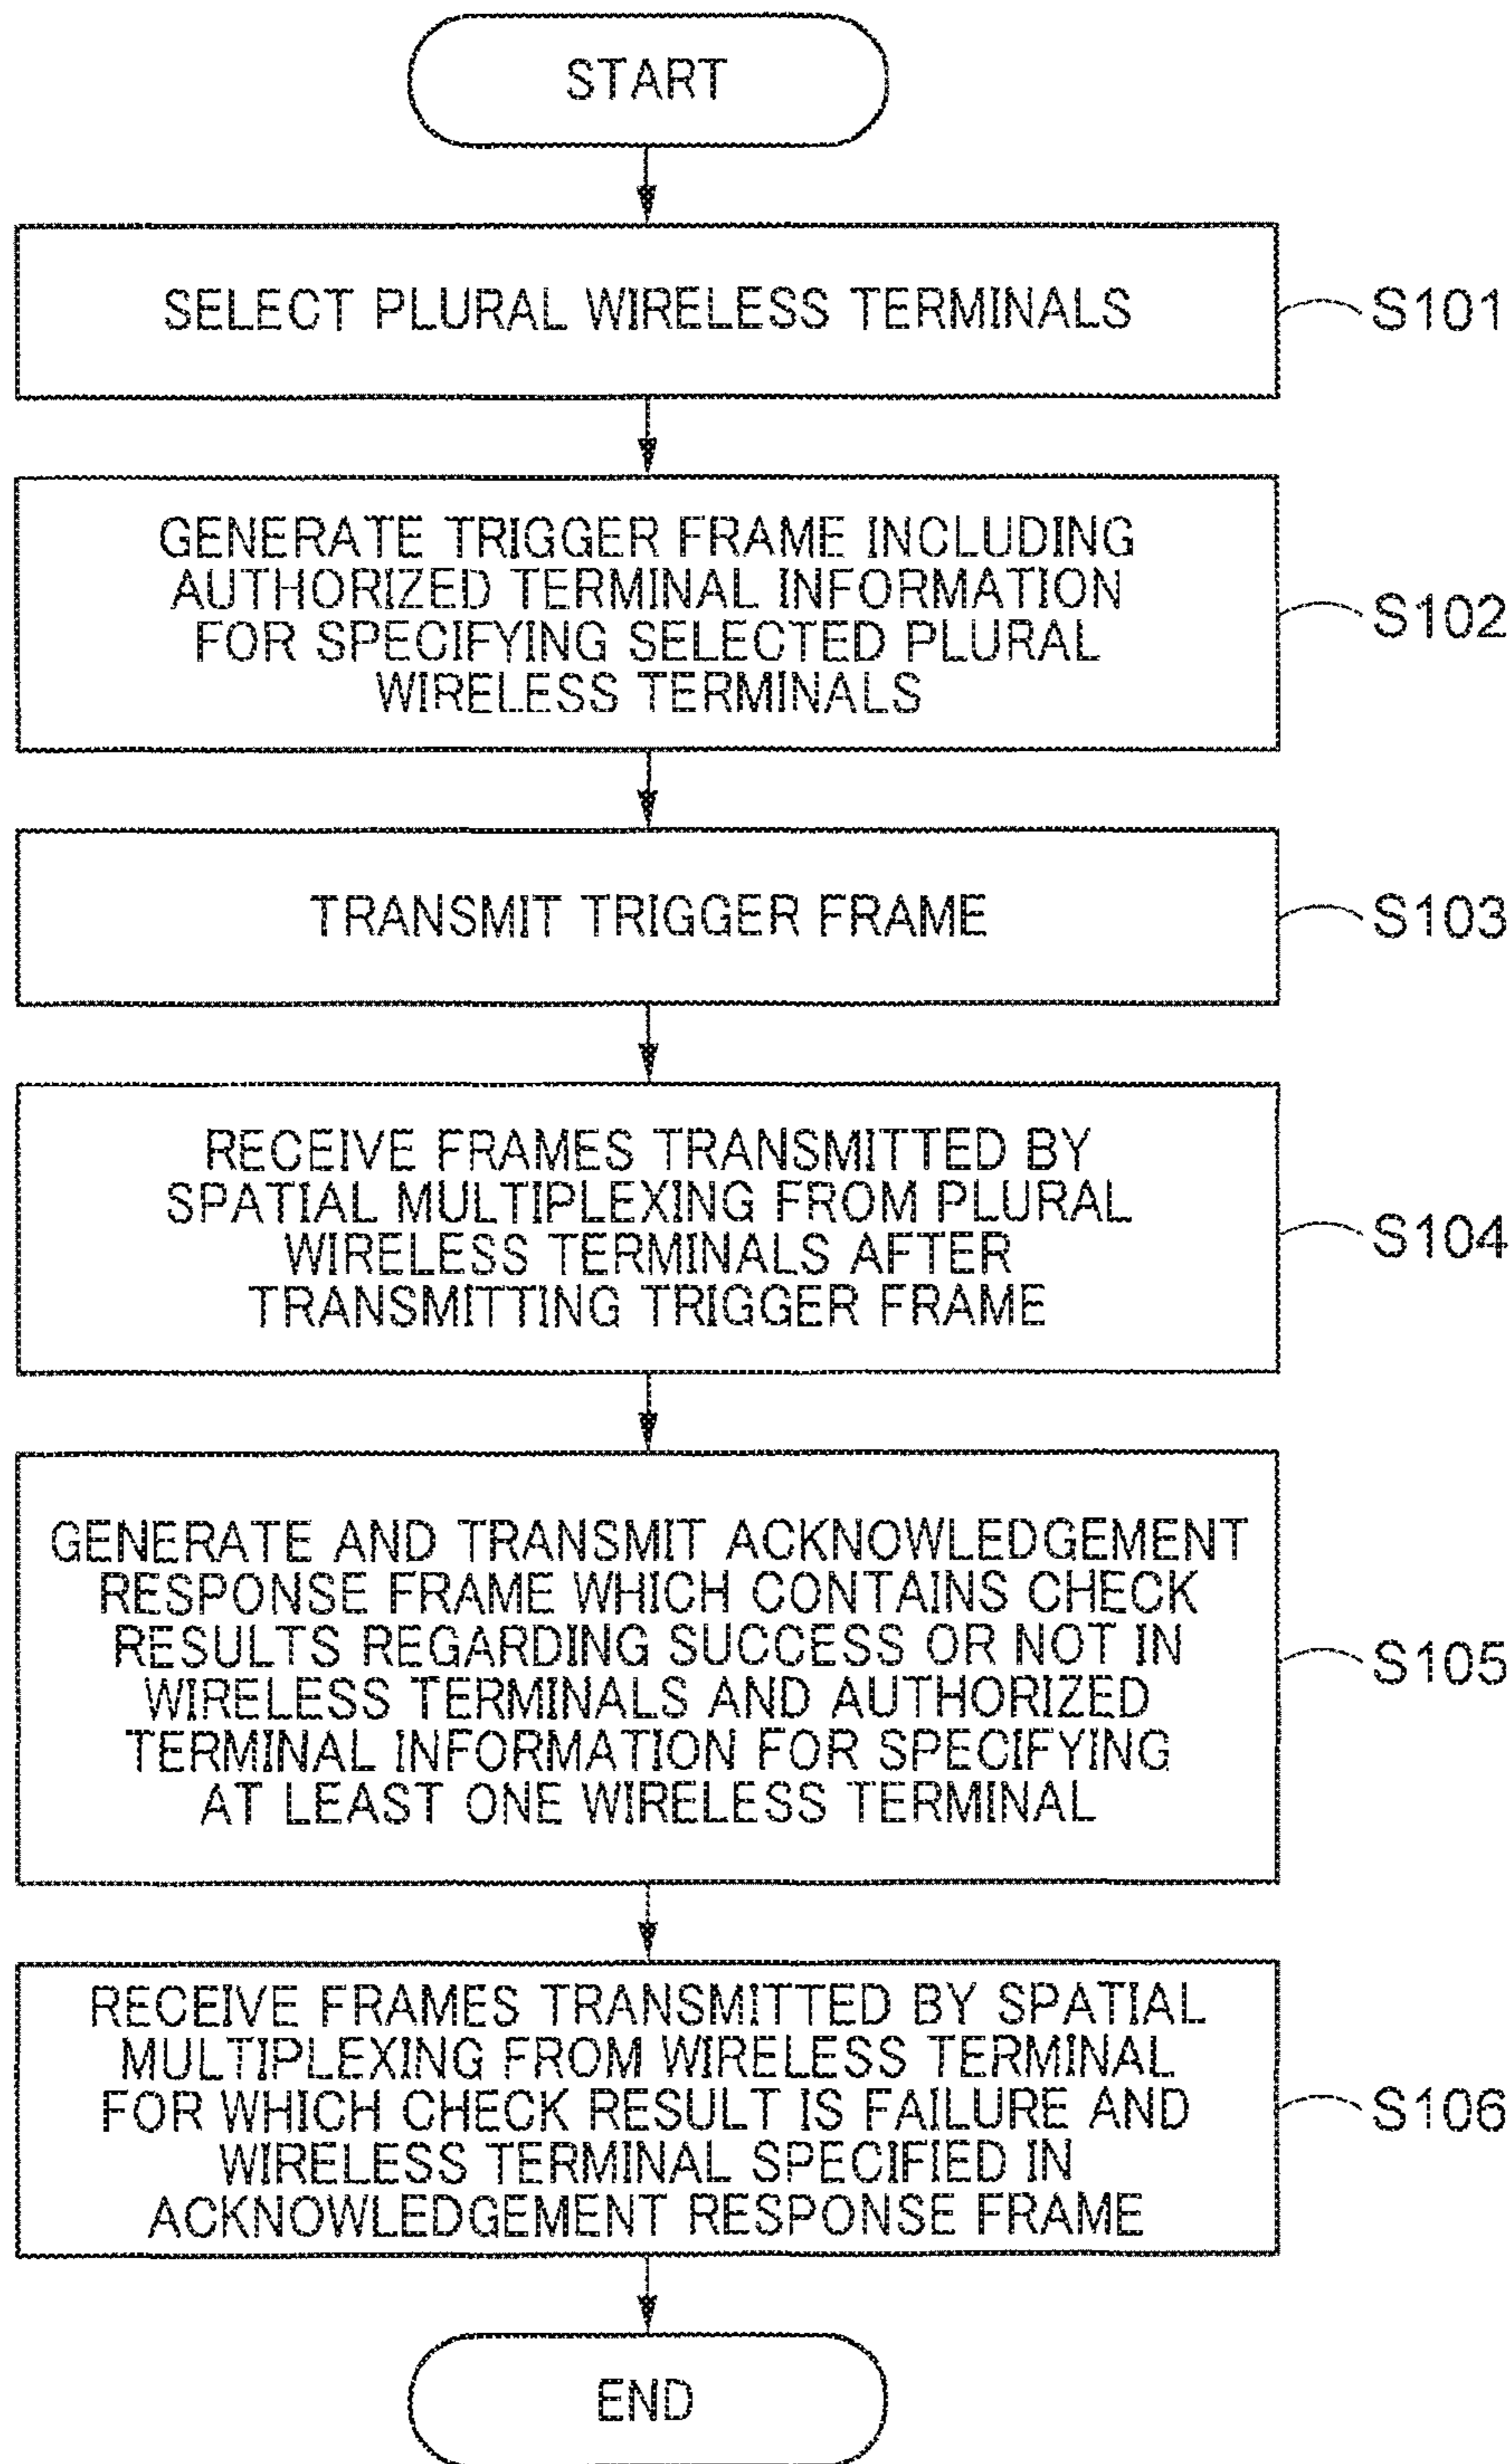 START
SELECT PLURAL WIRELESS TERMINALS
S101
GENERATE TRIGGER FRAME INCLUDING
AUTHORIZED TERMINAL INFORMATION
FOR SPECIFYING SELECTED PLURAL
WIRELESS TERMINALS
S102
TRANSMIT TRIGGER FRAME
S103
RECEIVE FRAMES TRANSMITTED BY
SPATIAL MULTIPLEXING FROM PLURAL
WIRELESS TERMINALS AFTER
TRANSMITTING TRIGGER FRAME
S104
GENERATE AND TRANSMIT ACKNOWLEDGEMENT
RESPONSE FRAME WHICH CONTAINS CHECK
RESULTS REGARDING SUCCESS OR NOT IN
WIRELESS TERMINALS AND AUTHORIZED
TERMINAL INFORMATION FOR SPECIFYING
AT LEAST ONE WIRELESS TERMINAL
S105
RECEIVE FRAMES TRANSMITTED BY SPATIAL
MULTIPLEXING FROM WIRELESS TERMINAL
FOR WHICH CHECK RESULT IS FAILURE AND
WIRELESS TERMINAL SPECIFIED IN
ACKNOWLEDGEMENT RESPONSE FRAME
S106
END